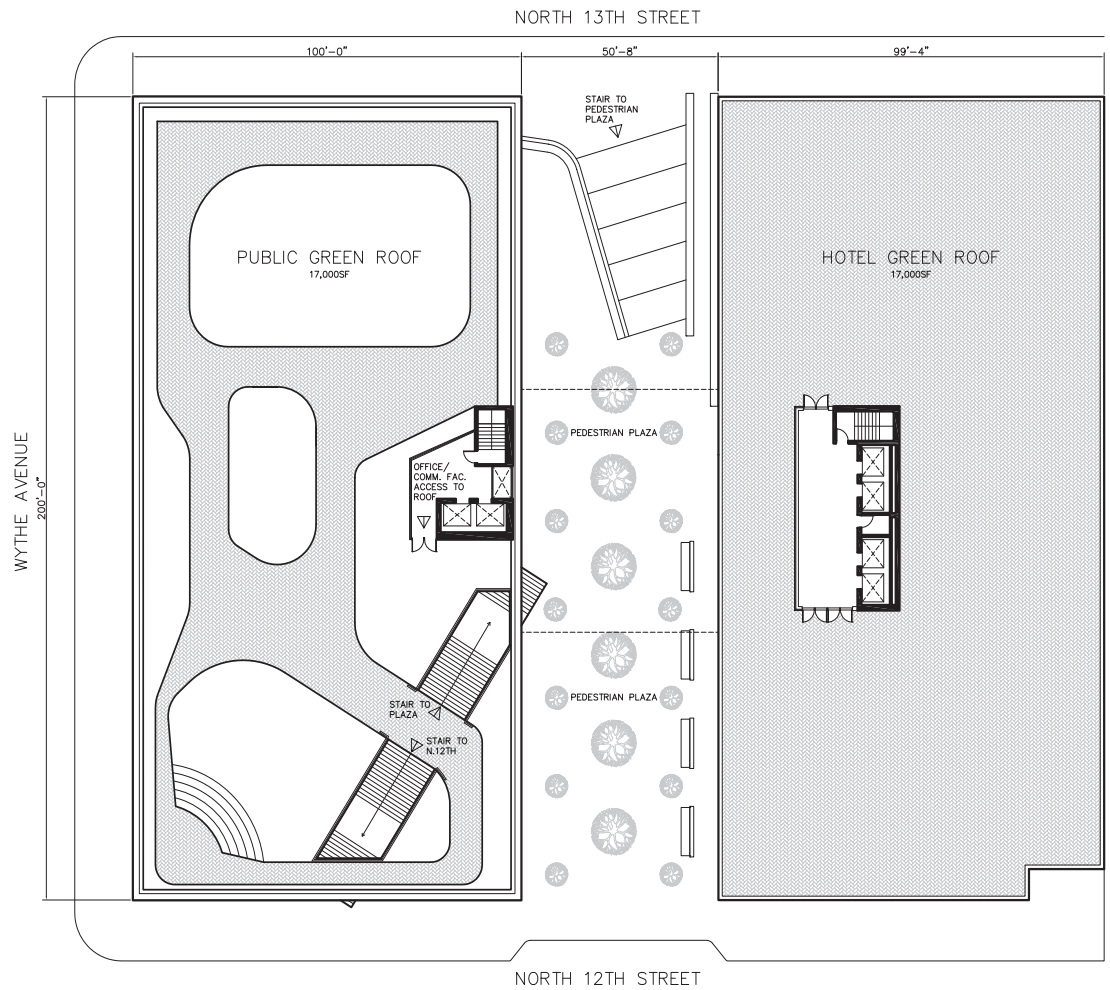 NORTH 13TH STREET
100'-0"
50'-8"
99'-4"
STAIR TO
PEDESTRIAN
PLAZA
PUBLIC GREEN ROOF
17,000SF
HOTEL GREEN ROOF
17,000SF
WYTHE AVENUE
200'-0"
PEDESTRIAN PLAZA
OFFICE/
COMM. FAC.
ACCESS TO
ROOF
STAIR TO
PLAZA
PEDESTRIAN PLAZA
STAIR TO
N.12TH
NORTH 12TH STREET